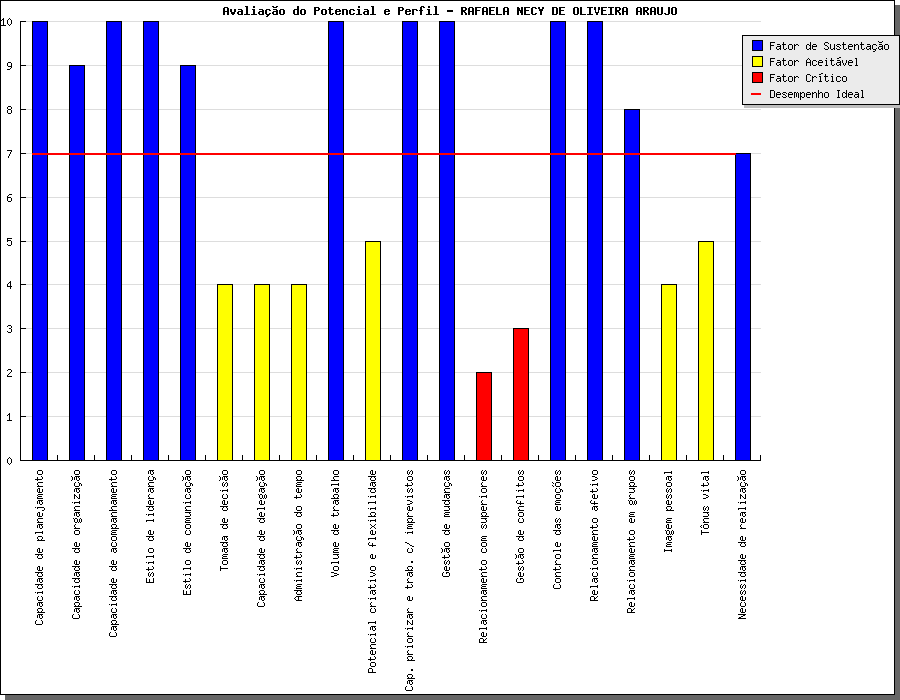 Avaliação do Potencial e Perfil - RAFAELA NECY DE OLIVEIRA ARAUJO
Fator de Sustentação
Fator Aceitável
Fator Crítico
Desempenho Ideal
10
9
8
7
6
5
4
3
2
1
0
Capacidade de planejamento
Capacidade de organização
Capacidade de acompanhamento
Estilo de liderança
Estilo de comunicação
Tomada de decisão
Capacidade de delegação
Administração do tempo
Volume de trabalho
Potencial criativo e flexibilidade
Cap. priorizar e trab. c/ imprevistos
Gestão de mudanças
Relacionamento com superiores
Gestão de conflitos
Controle das emoções
Relacionamento afetivo
Relacionamento em grupos
Imagem pessoal
Tônus vital
Necessidade de realização